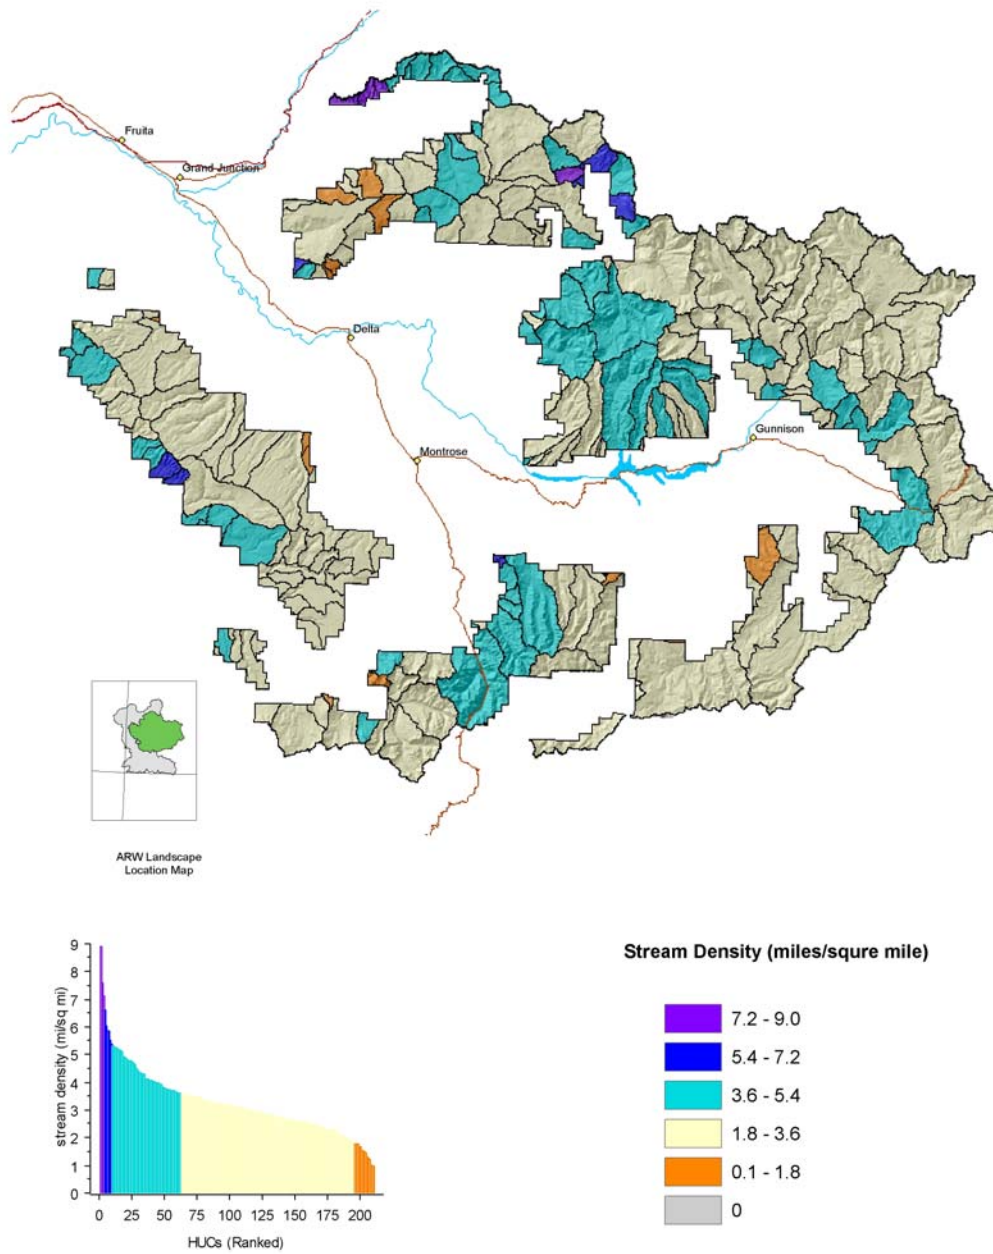 Fruita
Grand Junction
Delta
Montrose
Gunnison
ARW Landscape
Location Map
Stream Density (miles/squre mile)
7.2 - 9.0
5.4 - 7.2
3.6 - 5.4
1.8 - 3.6
0.1 - 1.8
0
stream density (mi/sq mi)
9
8
7
6
5
4
3
2
1
0
0 25 50 75 100 125 150 175 200
HUCs (Ranked)